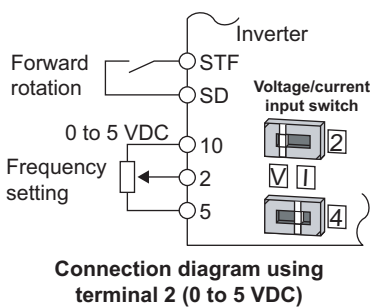 Inverter
Forward
rotation
STF
SD
Voltage/current
input switch
0 to 5 VDC
10
2
Frequency
setting
2
V I
5
4
Connection diagram using
terminal 2 (0 to 5 VDC)